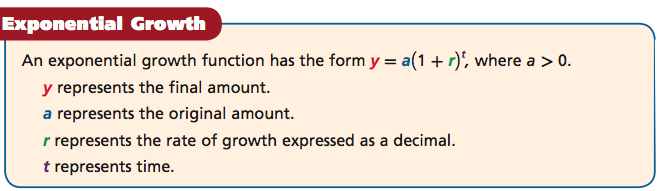 Exponential Growth
An exponential growth function has the form y = a(1 + r)ᵗ, where a > 0.
y represents the final amount.
a represents the original amount.
r represents the rate of growth expressed as a decimal.
t represents time.